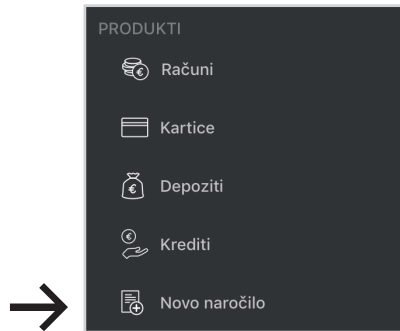 PRODUKTI
Računi
Kartice
Depoziti
Krediti
Novo naročilo